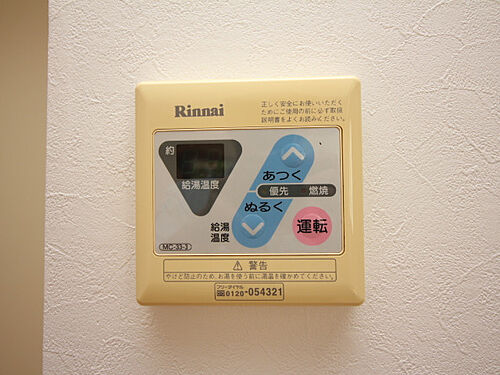 Rinnai
正しく安全にお使いいただく
ためにご使用の前に必ず取扱
説明書をよくお読みください。
約
給湯温度
あつく
優先 燃焼
ぬるく
給湯
温度
運転
MC-33-3
警告
やけど防止のため、お湯を使う前に湯温を確かめてください。
フリーダイヤル
0120-054321